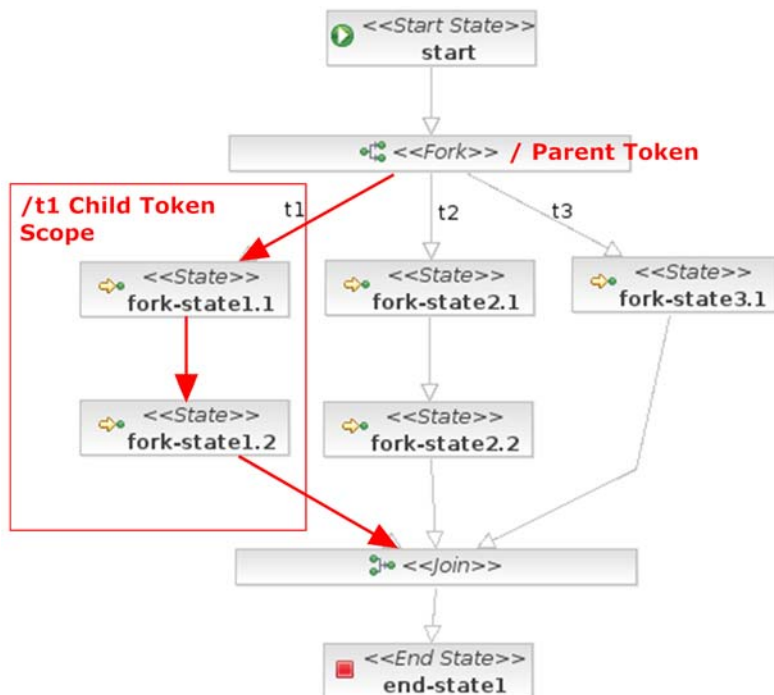 <<Start State>>
start
<<Fork>> / Parent Token
/t1 Child Token
Scope
t1
t2
t3
<<State>>
fork-state1.1
<<State>>
fork-state2.1
<<State>>
fork-state3.1
<<State>>
fork-state1.2
<<State>>
fork-state2.2
<<Join>>
<<End State>>
end-state1